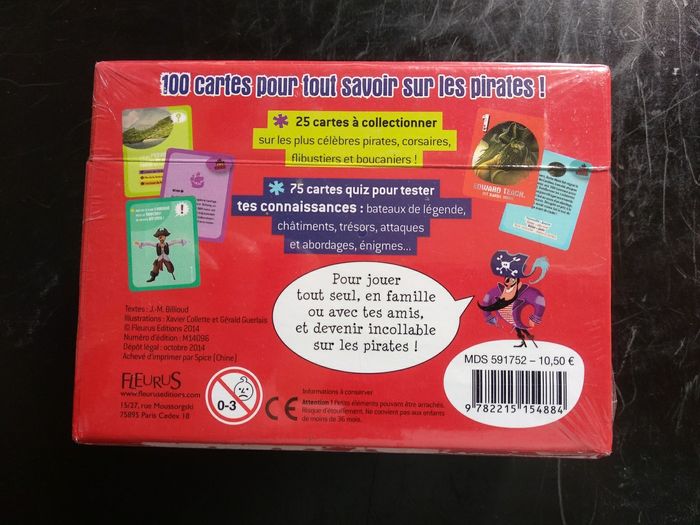 100 cartes pour tout savoir sur les pirates !
* 25 cartes à collectionner
sur les plus célèbres pirates, corsaires,
flibustiers et boucaniers !
* 75 cartes quiz pour tester
tes connaissances : bateaux de légende,
châtiments, trésors, attaques
et abordages, énigmes...
1
EDWARD TEACH,
Pour jouer
tout seul, en famille
ou avec tes amis,
et devenir incollable
sur les pirates !
Textes : J.-M. Billioud
Illustrations : Xavier Collette et Gérald Guerlais
© Fleurus Editions 2014
Numéro d'édition : M14096
Dépôt légal : octobre 2014
Achevé d'imprimer par Spice (Chine)
FLEURUS
www.fleuruseditions.com
15/27, rue Moussorgski
75895 Paris Cedex 18
0-3
CE
Informations à conserver
Attention ! Petits éléments pouvant être arrachés.
Risque d'étouffement. Ne convient pas aux enfants
de moins de 36 mois.
MDS 591752 – 10,50 €
9 782215 154884